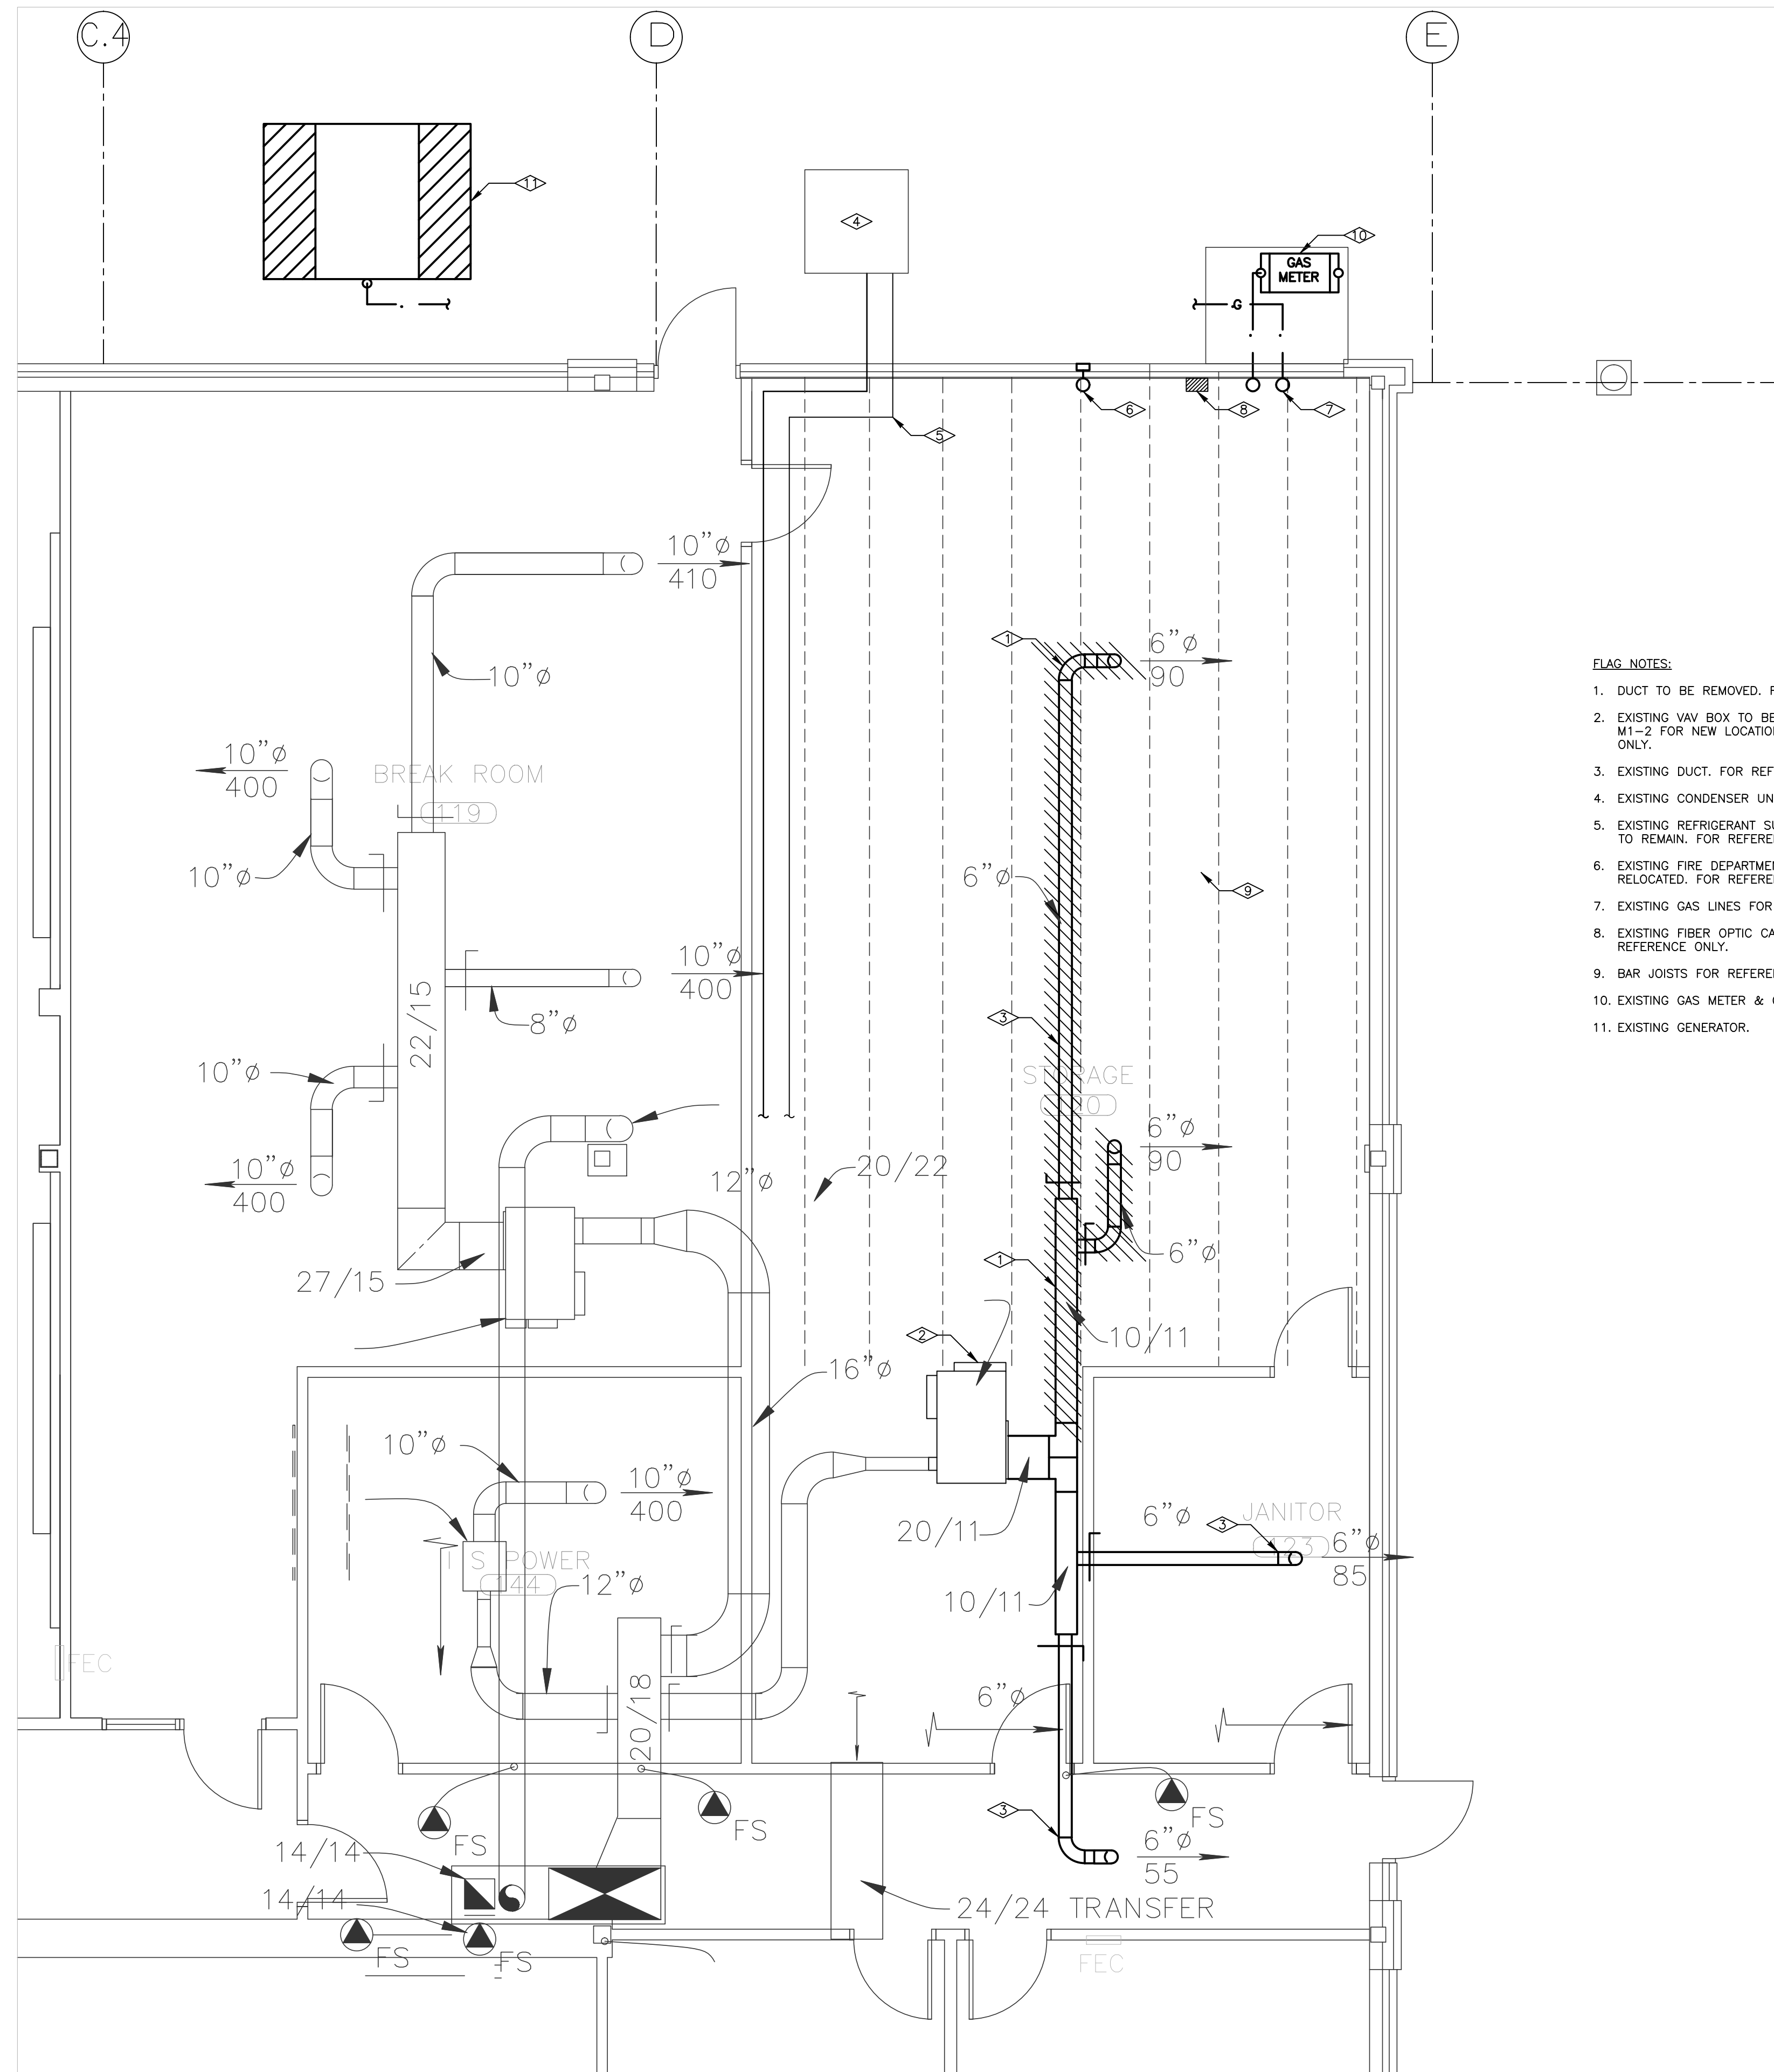 C.4
D
E
11
4
10
GAS
METER
G
6
8
7
5
10"ø
410
1
6"ø
90
10"ø
FLAG NOTES:
1. DUCT TO BE REMOVED.
2. EXISTING VAV BOX TO BE
M1-2 FOR NEW LOCATION
ONLY.
3. EXISTING DUCT. FOR
4. EXISTING CONDENSER
5. EXISTING REFRIGERANT
TO REMAIN. FOR
6. EXISTING FIRE
RELOCATED. FOR
7. EXISTING GAS LINES FOR
8. EXISTING FIBER OPTIC
REFERENCE ONLY.
9. BAR JOISTS FOR
10. EXISTING GAS METER &
11. EXISTING GENERATOR.
10"ø
400
BREAK ROOM
119
10"ø
6"ø
9
10"ø
400
22/15
8"ø
3
10"ø
STORAGE
10"ø
400
12"ø
20/22
6"ø
90
6"ø
27/15
1
10/11
2
16"ø
10"ø
10"ø
400
20/11
6"ø
3
JANITOR
123
6"ø
85
POWER
144
12"ø
10/11
FEC
20/18
6"ø
FS
FS
FS
3
6"ø
55
14/14
14/14
24/24 TRANSFER
FS
FS
FEC